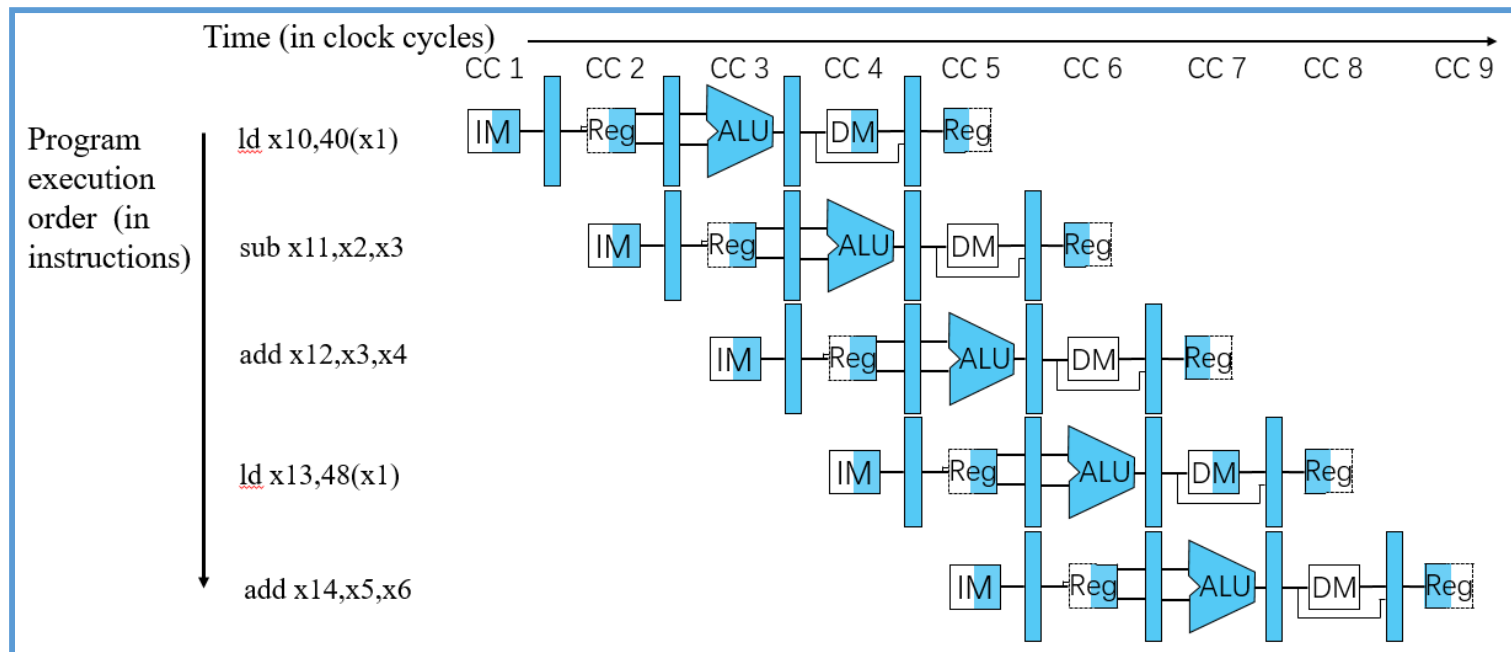 Time (in clock cycles)
CC 1 CC 2 CC 3 CC 4 CC 5 CC 6 CC 7 CC 8 CC 9
Program
execution
order (in
instructions)
ld x10,40(x1)
IM Reg ALU DM Reg
sub x11,x2,x3
IM Reg ALU DM Reg
add x12,x3,x4
IM Reg ALU DM Reg
ld x13,48(x1)
IM Reg ALU DM Reg
add x14,x5,x6
IM Reg ALU DM Reg